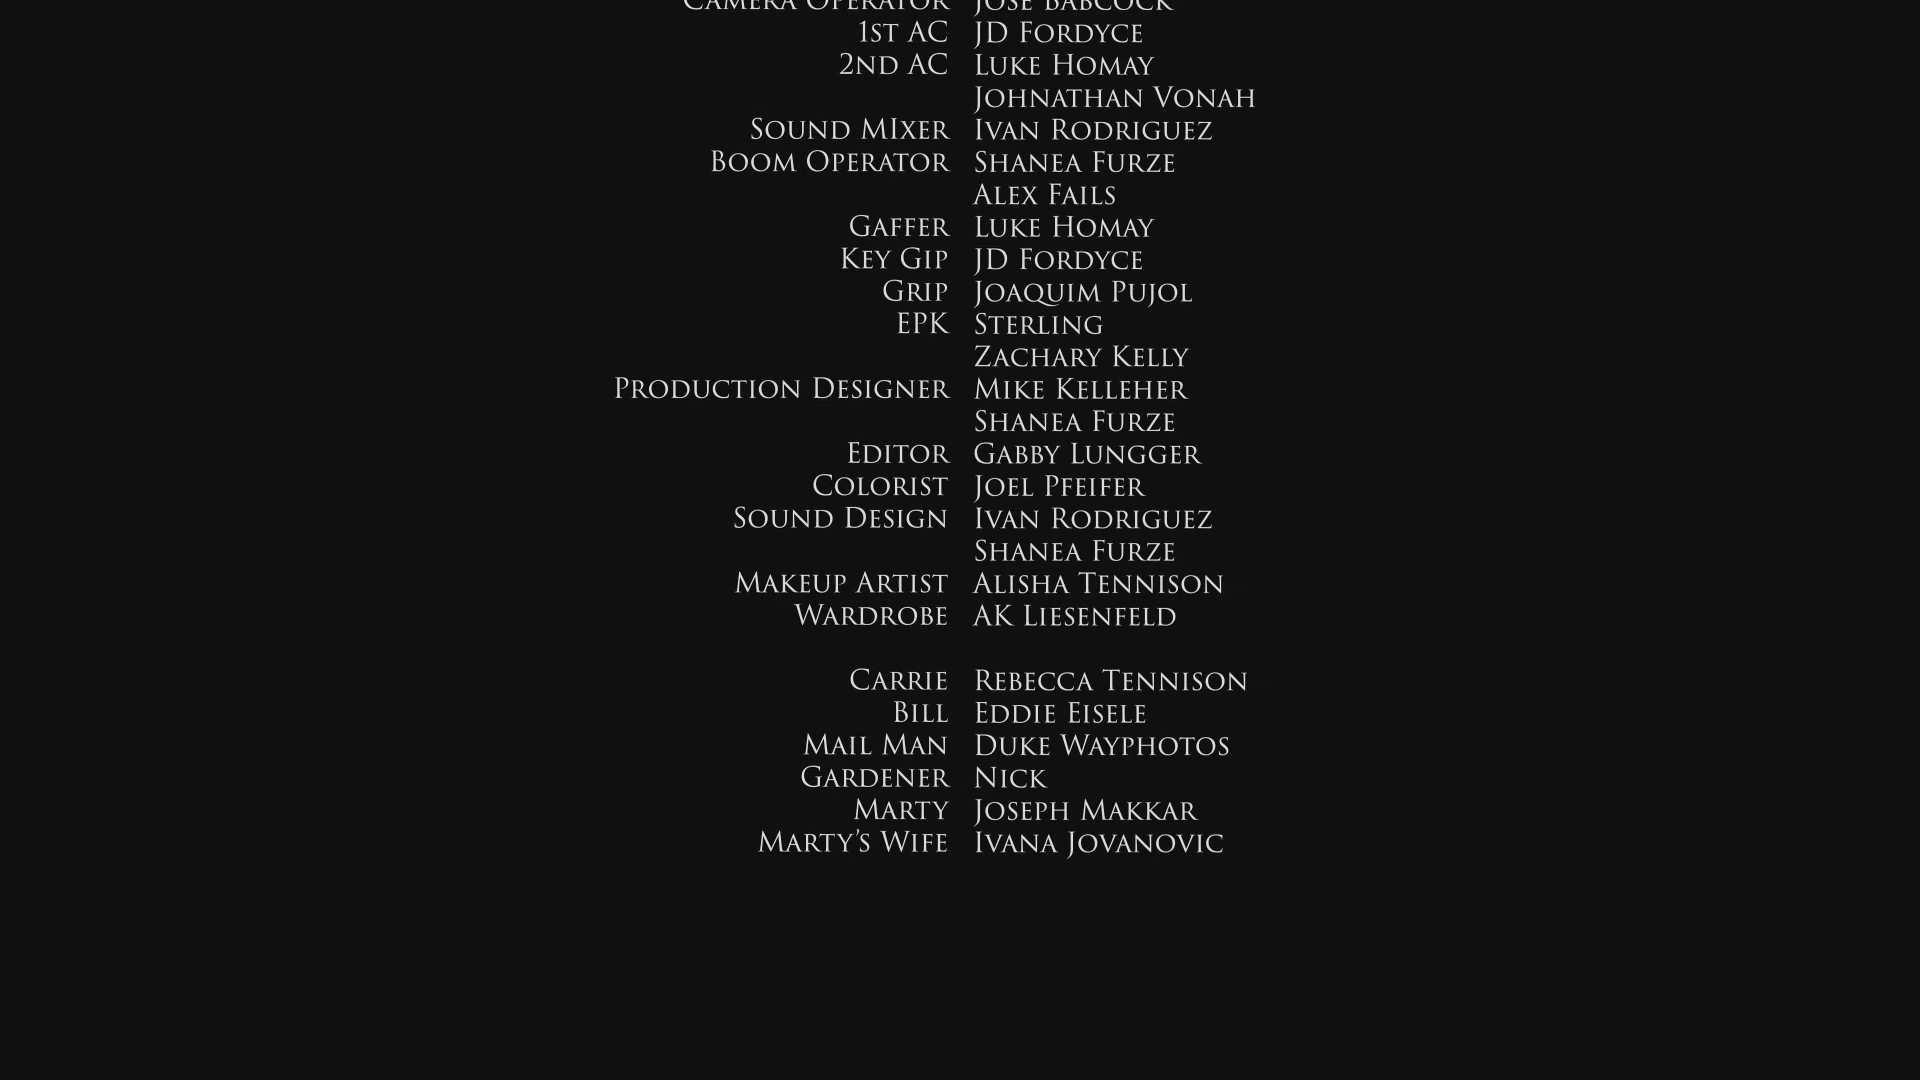 Camera Operator Jose Babcock
1st AC JD Fordyce
2nd AC Luke Homay
Johnathan Vonah
Sound MIxer Ivan Rodriguez
Boom Operator Shanea Furze
Alex Fails
Gaffer Luke Homay
Key Gip JD Fordyce
Grip Joaquim Pujol
EPK Sterling
Zachary Kelly
Production Designer Mike Kelleher
Shanea Furze
Editor Gabby Lungger
Colorist Joel Pfeifer
Sound Design Ivan Rodriguez
Shanea Furze
Makeup Artist Alisha Tennison
Wardrobe AK Liesenfeld
Carrie Rebecca Tennison
Bill Eddie Eisele
Mail Man Duke Wayphotos
Gardener Nick
Marty Joseph Makkar
Marty’s Wife Ivana Jovanovic